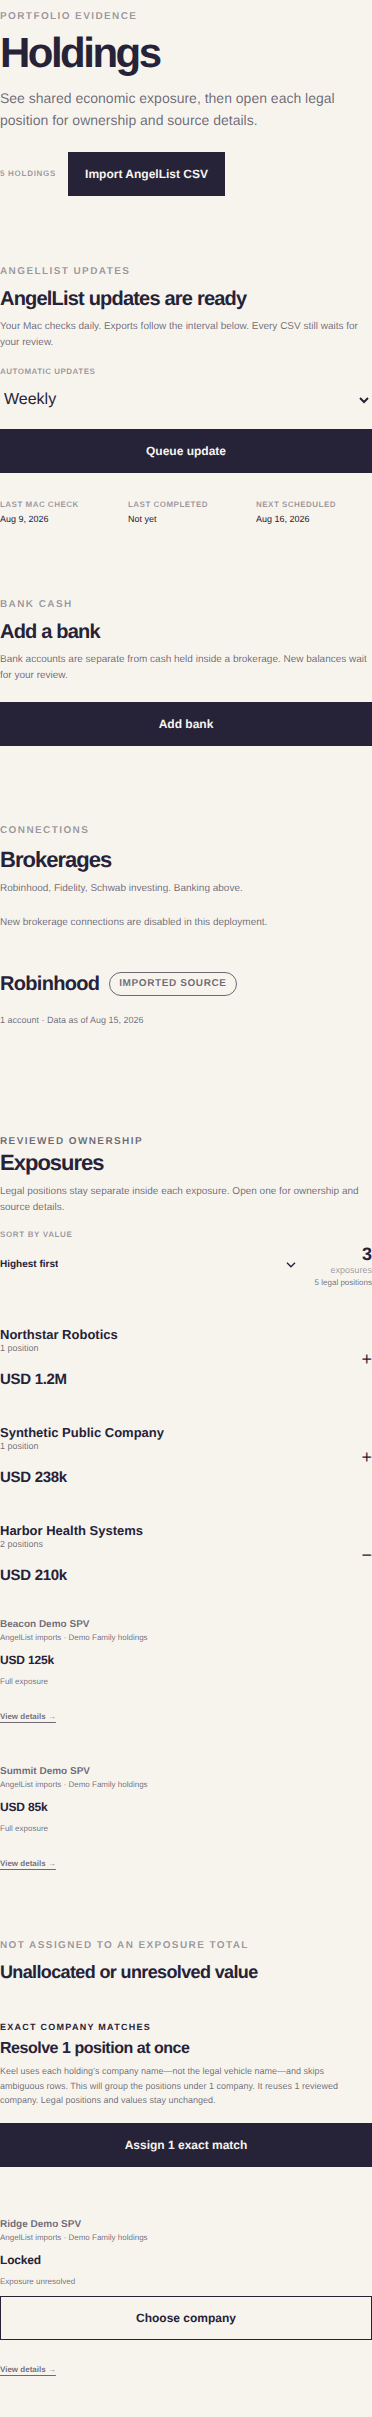 PORTFOLIO EVIDENCE
Holdings
See shared economic exposure, then open each legal
position for ownership and source details.
5 HOLDINGS
Import AngelList CSV
ANGELLIST UPDATES
AngelList updates are ready
Your Mac checks daily. Exports follow the interval below. Every CSV still waits for
your review.
AUTOMATIC UPDATES
Weekly
Queue update
LAST MAC CHECK
Aug 9, 2026
LAST COMPLETED
Not yet
NEXT SCHEDULED
Aug 16, 2026
BANK CASH
Add a bank
Bank accounts are separate from cash held inside a brokerage. New balances wait
for your review.
Add bank
CONNECTIONS
Brokerages
Robinhood, Fidelity, Schwab investing. Banking above.
New brokerage connections are disabled in this deployment.
Robinhood
IMPORTED SOURCE
1 account · Data as of Aug 15, 2026
REVIEWED OWNERSHIP
Exposures
Legal positions stay separate inside each exposure. Open one for ownership and
source details.
SORT BY VALUE
Highest first
3
exposures
5 legal positions
Northstar Robotics
1 position
USD 1.2M
+
Synthetic Public Company
1 position
USD 238k
+
Harbor Health Systems
2 positions
USD 210k
−
Beacon Demo SPV
AngelList imports · Demo Family holdings
USD 125k
Full exposure
View details →
Summit Demo SPV
AngelList imports · Demo Family holdings
USD 85k
Full exposure
View details →
NOT ASSIGNED TO AN EXPOSURE TOTAL
Unallocated or unresolved value
EXACT COMPANY MATCHES
Resolve 1 position at once
Keel uses each holding's company name—not the legal vehicle name—and skips
ambiguous rows. This will group the positions under 1 company. It reuses 1 reviewed
company. Legal positions and values stay unchanged.
Assign 1 exact match
Ridge Demo SPV
AngelList imports · Demo Family holdings
Locked
Exposure unresolved
Choose company
View details →